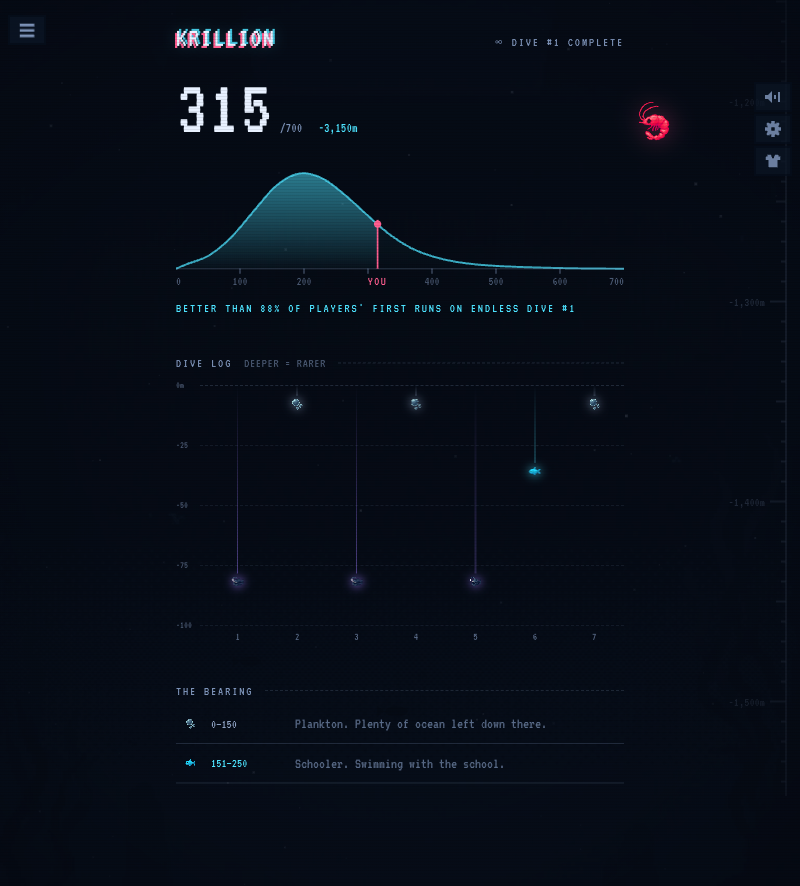 KRILLION
∞ DIVE #1 COMPLETE
315 /700 -3,150m
0 100 200 YOU 400 500 600 700
BETTER THAN 88% OF PLAYERS' FIRST RUNS ON ENDLESS DIVE #1
DIVE LOG DEEPER = RARER
0m
-25
-50
-75
-100
1 2 3 4 5 6 7
THE BEARING
0-150 Plankton. Plenty of ocean left down there.
151-250 Schooler. Swimming with the school.
-1,300m
-1,400m
-1,500m